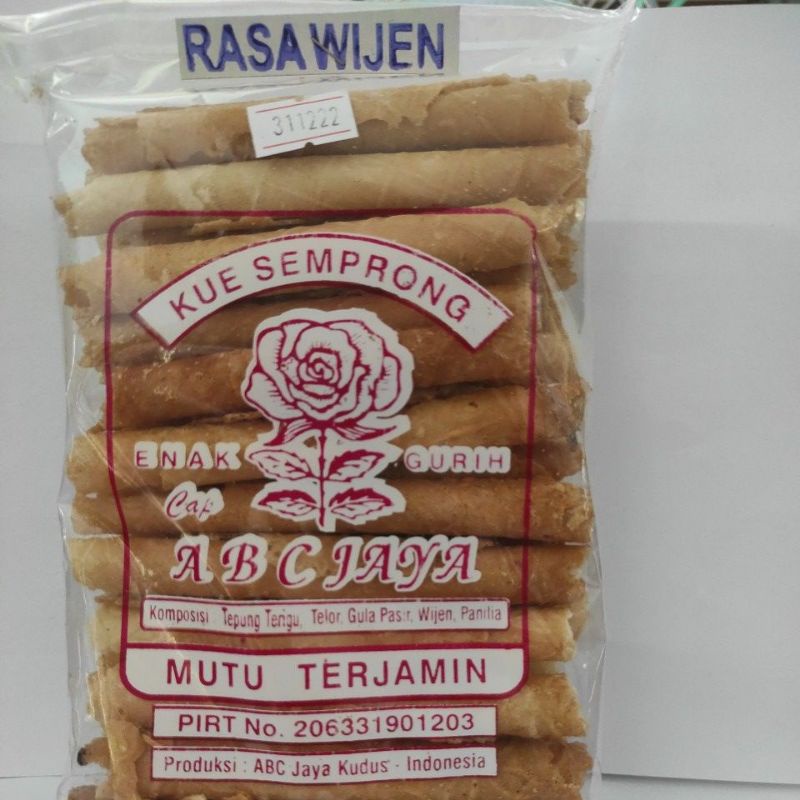 RASA WIJEN
311222
KUE SEMPRONG
ENAK GURIH
Cap
ABC JAYA
Komposisi : Tepung Terigu, Telor, Gula Pasir, Wijen, Panilia
MUTU TERJAMIN
PIRT No. 206331901203
Produksi : ABC Jaya Kudus - Indonesia